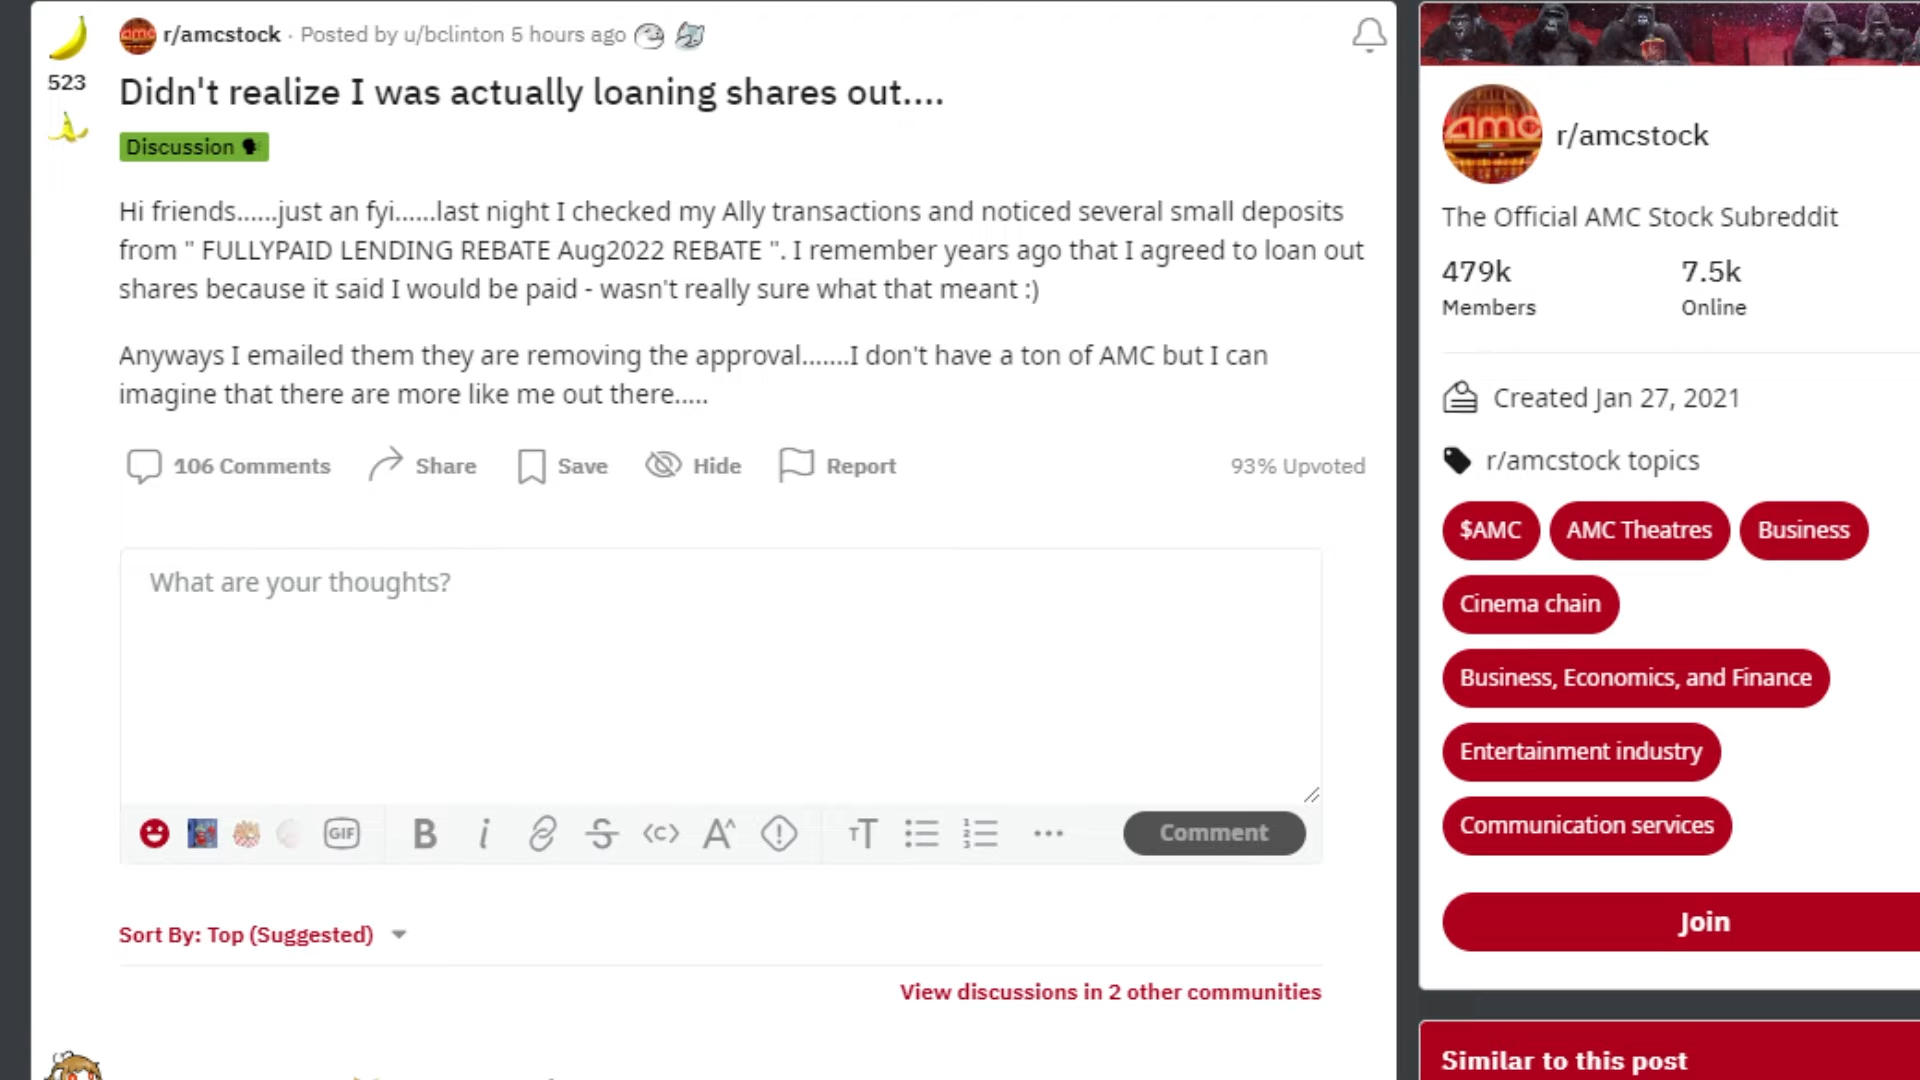 r/amcstock · Posted by u/bclinton 5 hours ago
523
Didn't realize I was actually loaning shares out....
Discussion
Hi friends......just an fyi......last night I checked my Ally transactions and noticed several small deposits
from " FULLYPAID LENDING REBATE Aug2022 REBATE ". I remember years ago that I agreed to loan out
shares because it said I would be paid - wasn't really sure what that meant :)
Anyways I emailed them they are removing the approval.......I don't have a ton of AMC but I can
imagine that there are more like me out there.....
106 Comments Share Save Hide Report 93% Upvoted
What are your thoughts?
GIF B i S <c> A^ TT ... Comment
Sort By: Top (Suggested)
View discussions in 2 other communities
amc r/amcstock
The Official AMC Stock Subreddit
479k 7.5k
Members Online
Created Jan 27, 2021
r/amcstock topics
$AMC AMC Theatres Business
Cinema chain
Business, Economics, and Finance
Entertainment industry
Communication services
Join
Similar to this post